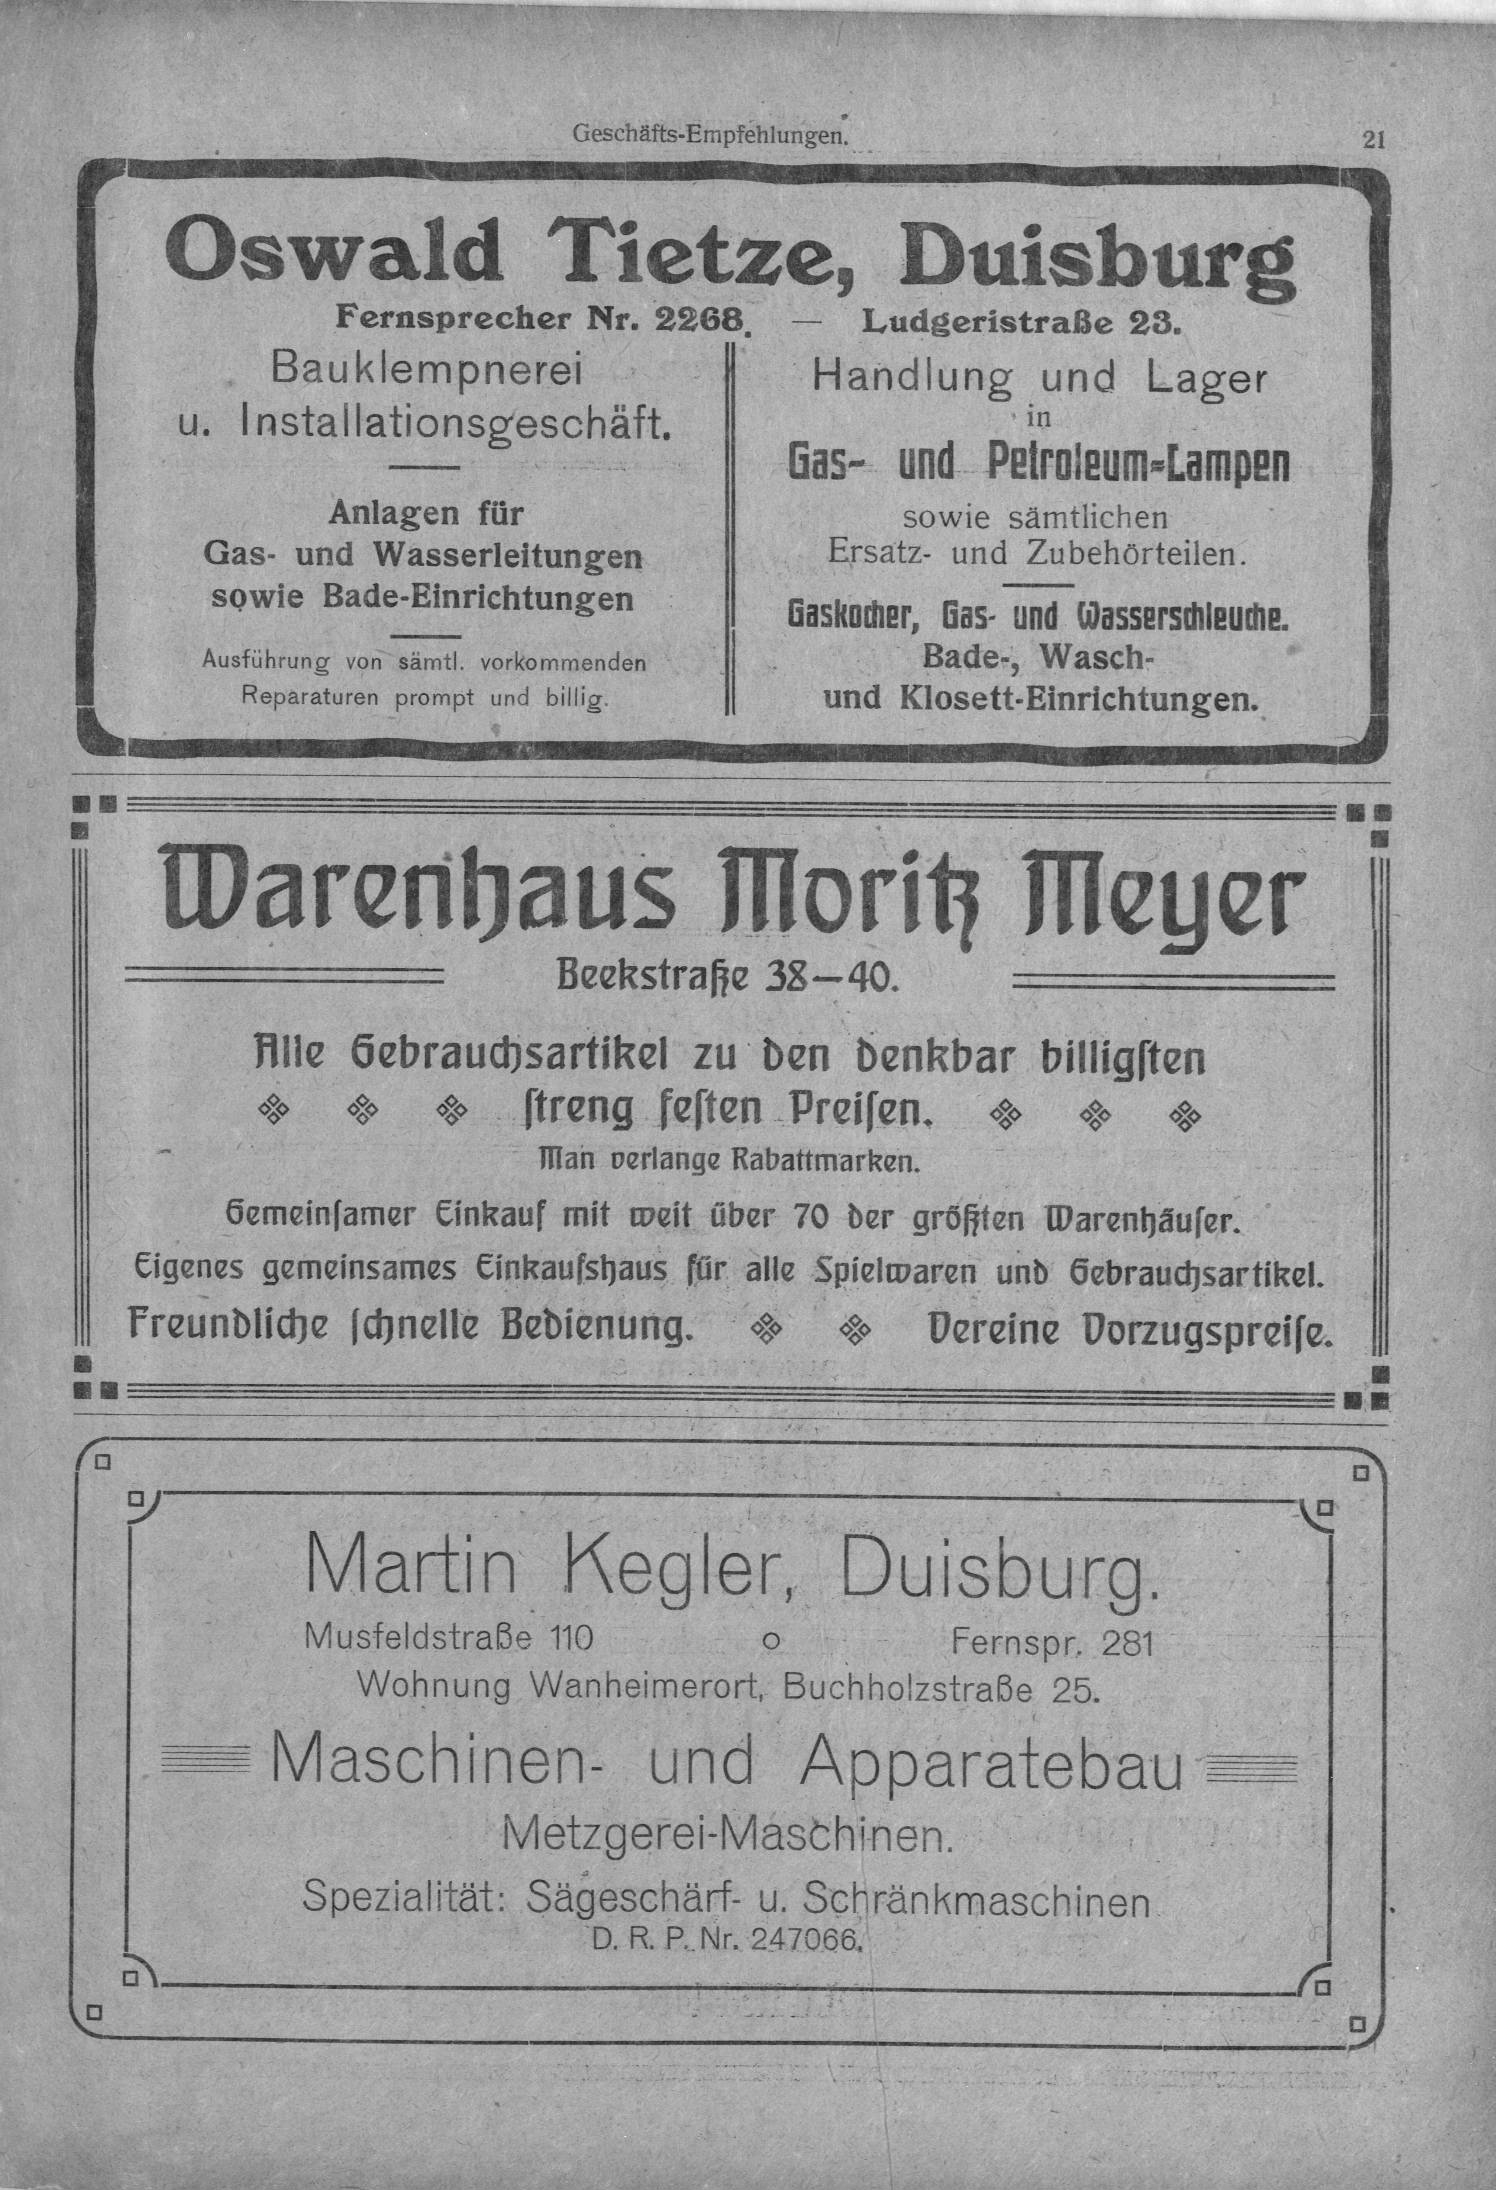 Geschäfts-Empfehlungen.
21
Oswald Tietze, Duisburg
Fernsprecher Nr. 2268. — Ludgeristraße 23.
Bauklempnerei
u. Installationsgeschäft.
Anlagen für
Gas- und Wasserleitungen
sowie Bade-Einrichtungen
Ausführung von sämtl. vorkommenden
Reparaturen prompt und billig.
Handlung und Lager
in
Gas- und Petroleum-Lampen
sowie sämtlichen
Ersatz- und Zubehörteilen.
Gaskocher, Gas- und Wasserschleuche.
Bade-, Wasch-
und Klosett-Einrichtungen.
Warenhaus Moritz Meyer
Beekstraße 38—40.
Alle Gebrauchsartikel zu den denkbar billigſten
ſtreng feſten Preiſen.
Man verlange Rabattmarken.
Gemeinſamer Einkauf mit weit über 70 der größten Warenhäuſer.
Eigenes gemeinsames Einkaufshaus für alle Spielwaren und Gebrauchsartikel.
Freundliche ſchnelle Bedienung. Vereine Vorzugspreiſe.
Martin Kegler, Duisburg.
Musfeldstraße 110 o Fernspr. 281
Wohnung Wanheimerort, Buchholzstraße 25.
Maschinen- und Apparatebau
Metzgerei-Maschinen.
Spezialität: Sägeschärf- u. Schränkmaschinen
D. R. P. Nr. 247066.